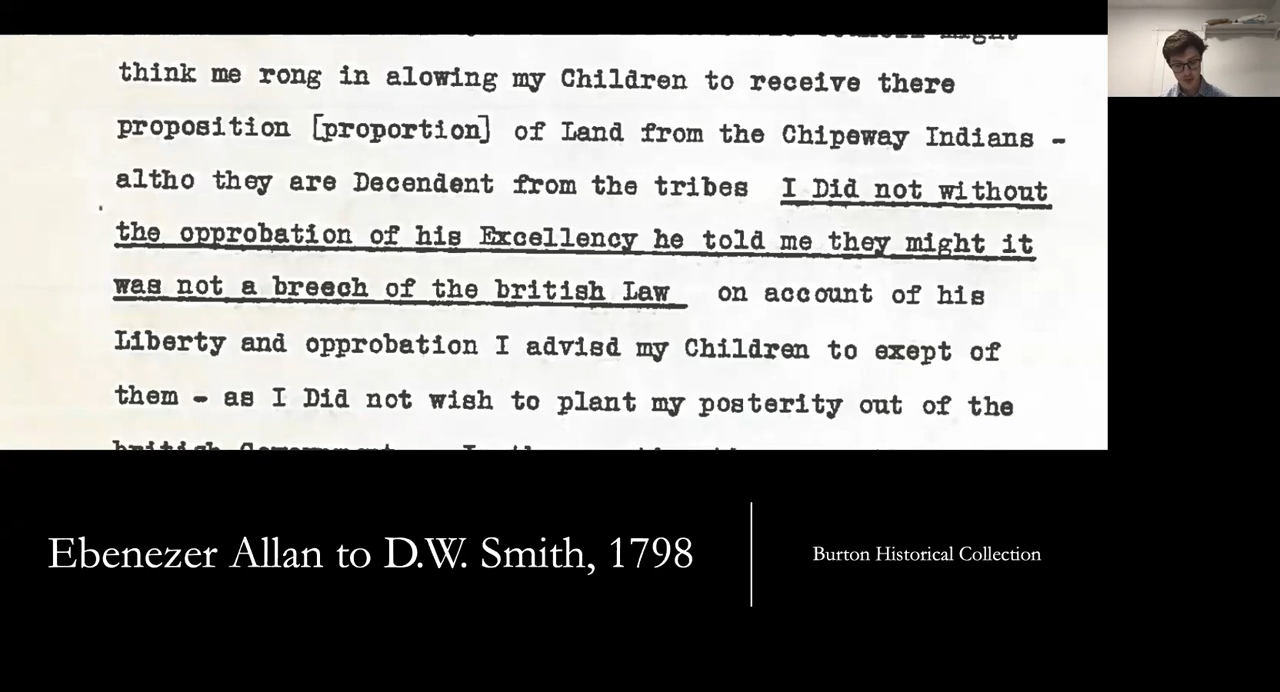 might
think me rong in alowing my Children to receive there
proposition [proportion] of Land from the Chipeway Indians -
altho they are Decendent from the tribes I Did not without
the opprobation of his Excellency he told me they might it
was not a breech of the british Law on account of his
Liberty and opprobation I advisd my Children to exept of
them - as I Did not wish to plant my posterity out of the
british Government
Ebenezer Allan to D.W. Smith, 1798
Burton Historical Collection